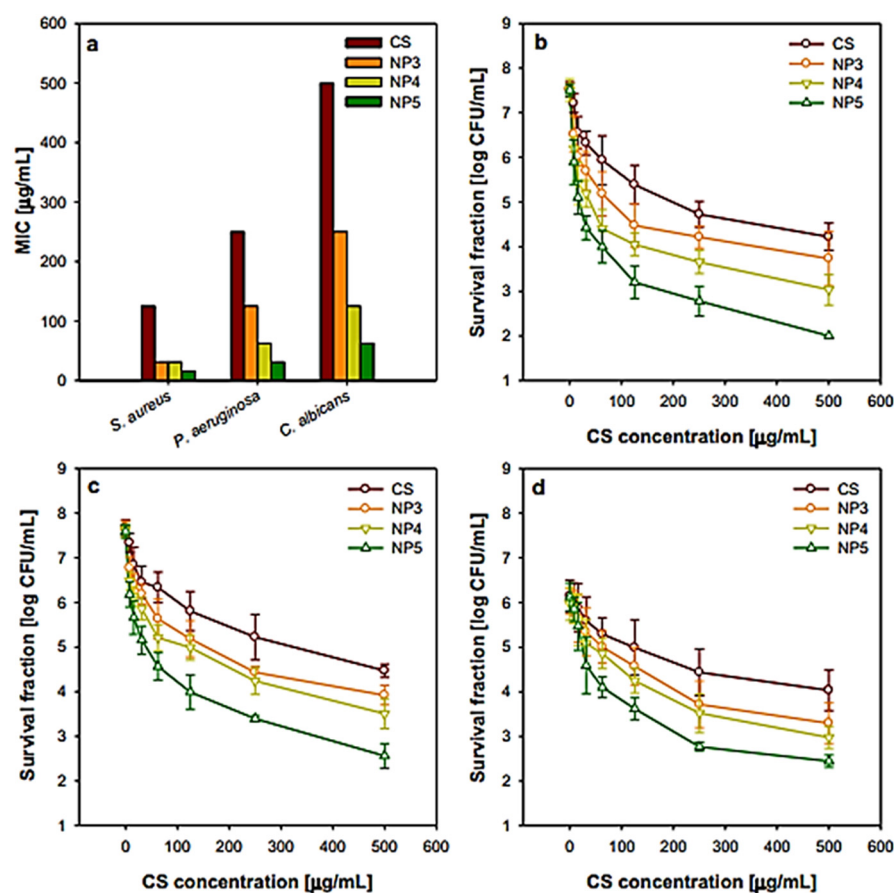 a
CS
NP3
NP4
NP5
MIC [µg/mL]
600
500
400
300
200
100
0
S. aureus
P. aeruginosa
C. albicans
b
CS
NP3
NP4
NP5
Survival fraction [log CFU/mL]
9
8
7
6
5
4
3
2
1
0 100 200 300 400 500 600
CS concentration [µg/mL]
c
CS
NP3
NP4
NP5
Survival fraction [log CFU/mL]
9
8
7
6
5
4
3
2
1
0 100 200 300 400 500 600
CS concentration [µg/mL]
d
CS
NP3
NP4
NP5
Survival fraction [log CFU/mL]
9
8
7
6
5
4
3
2
1
0 100 200 300 400 500 600
CS concentration [µg/mL]